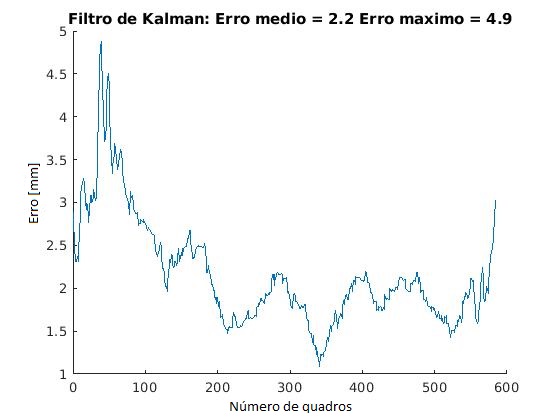 Filtro de Kalman: Erro medio = 2.2 Erro maximo = 4.9
5
4.5
4
3.5
3
2.5
2
1.5
1
Erro [mm]
0 100 200 300 400 500 600
Número de quadros